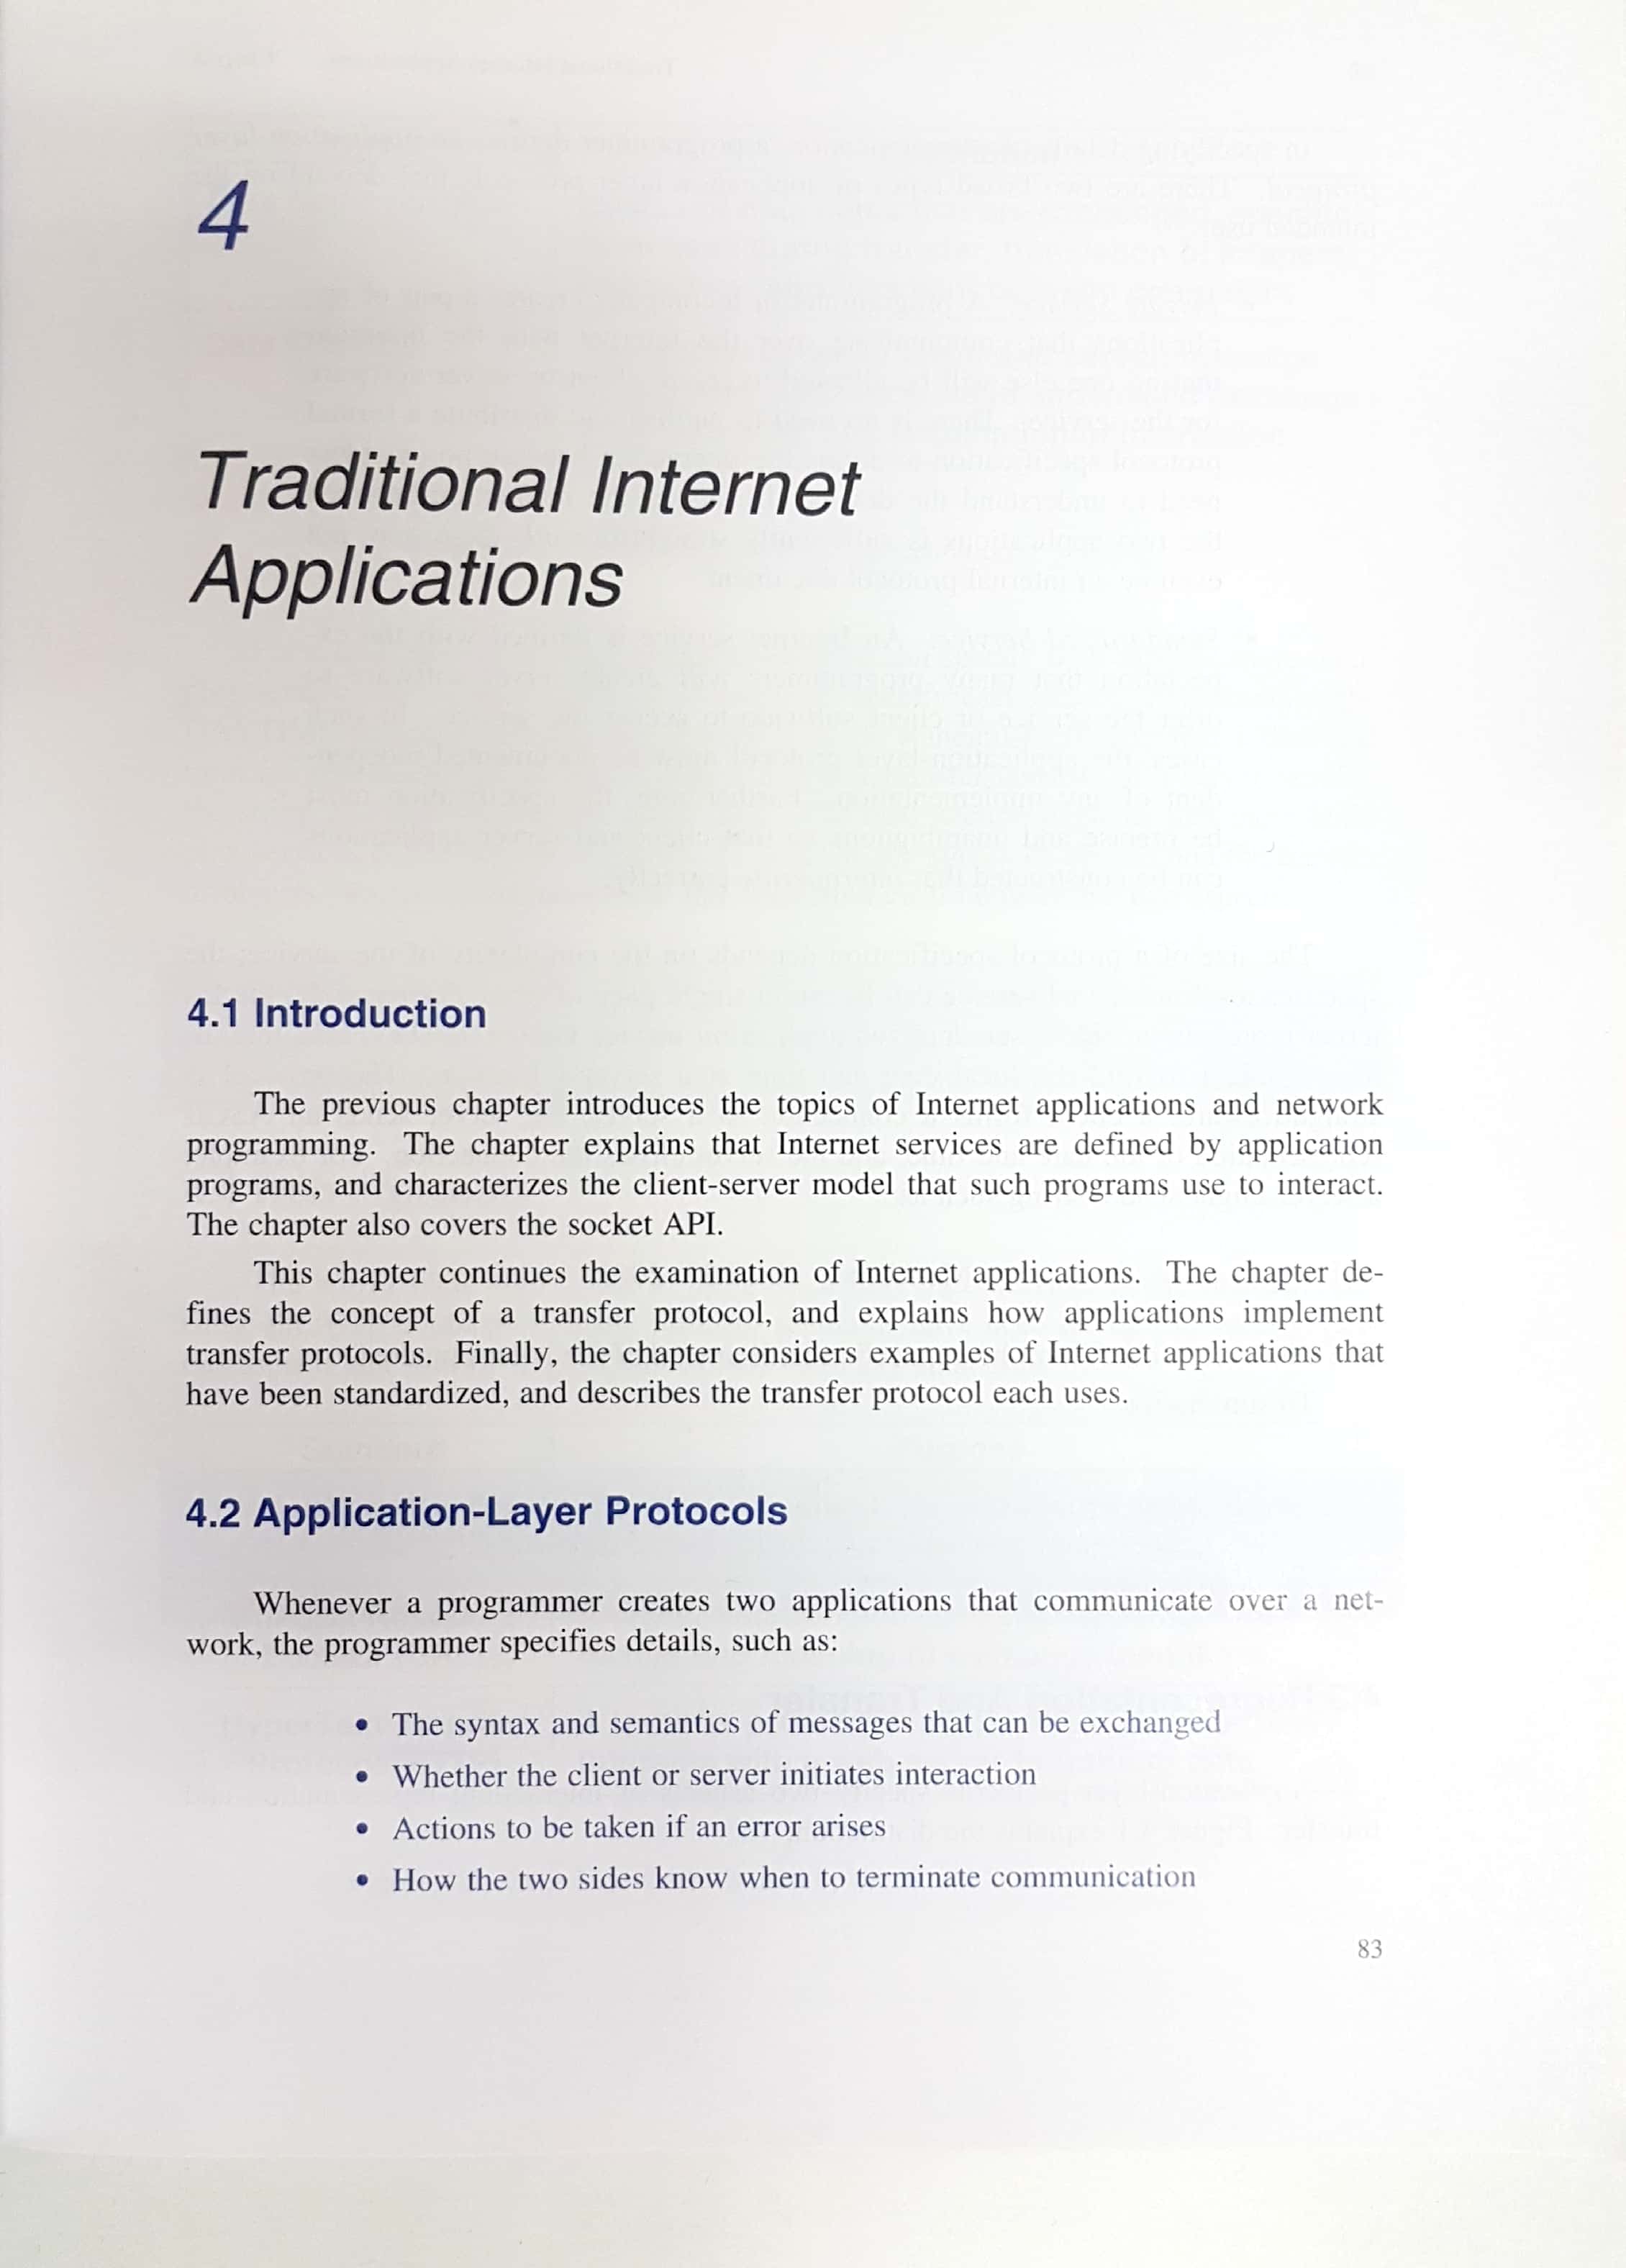 4
Traditional Internet
Applications
4.1 Introduction
The previous chapter introduces the topics of Internet applications and network
programming. The chapter explains that Internet services are defined by application
programs, and characterizes the client-server model that such programs use to interact.
The chapter also covers the socket API.
This chapter continues the examination of Internet applications. The chapter de-
fines the concept of a transfer protocol, and explains how applications implement
transfer protocols. Finally, the chapter considers examples of Internet applications that
have been standardized, and describes the transfer protocol each uses.
4.2 Application-Layer Protocols
Whenever a programmer creates two applications that communicate over a net-
work, the programmer specifies details, such as:
• The syntax and semantics of messages that can be exchanged
• Whether the client or server initiates interaction
• Actions to be taken if an error arises
• How the two sides know when to terminate communication
83